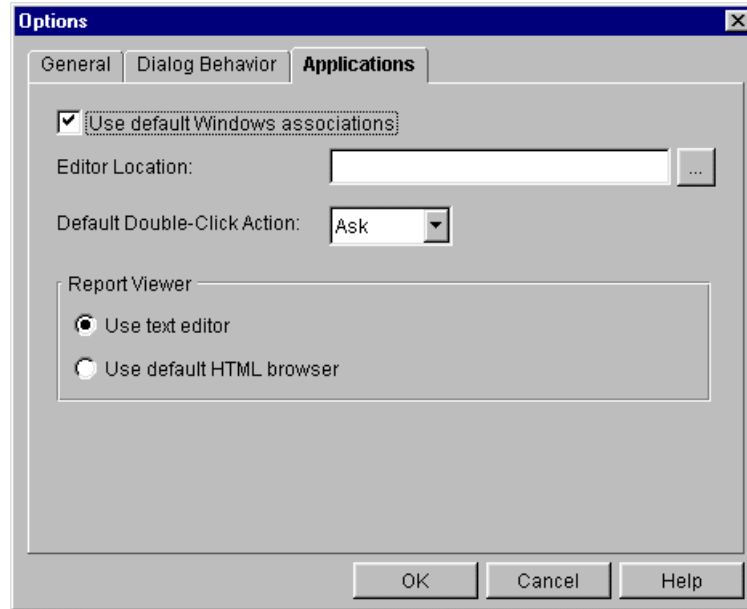 Options
General Dialog Behavior Applications
Use default Windows associations
Editor Location: ...
Default Double-Click Action: Ask
Report Viewer
Use text editor
Use default HTML browser
OK Cancel Help